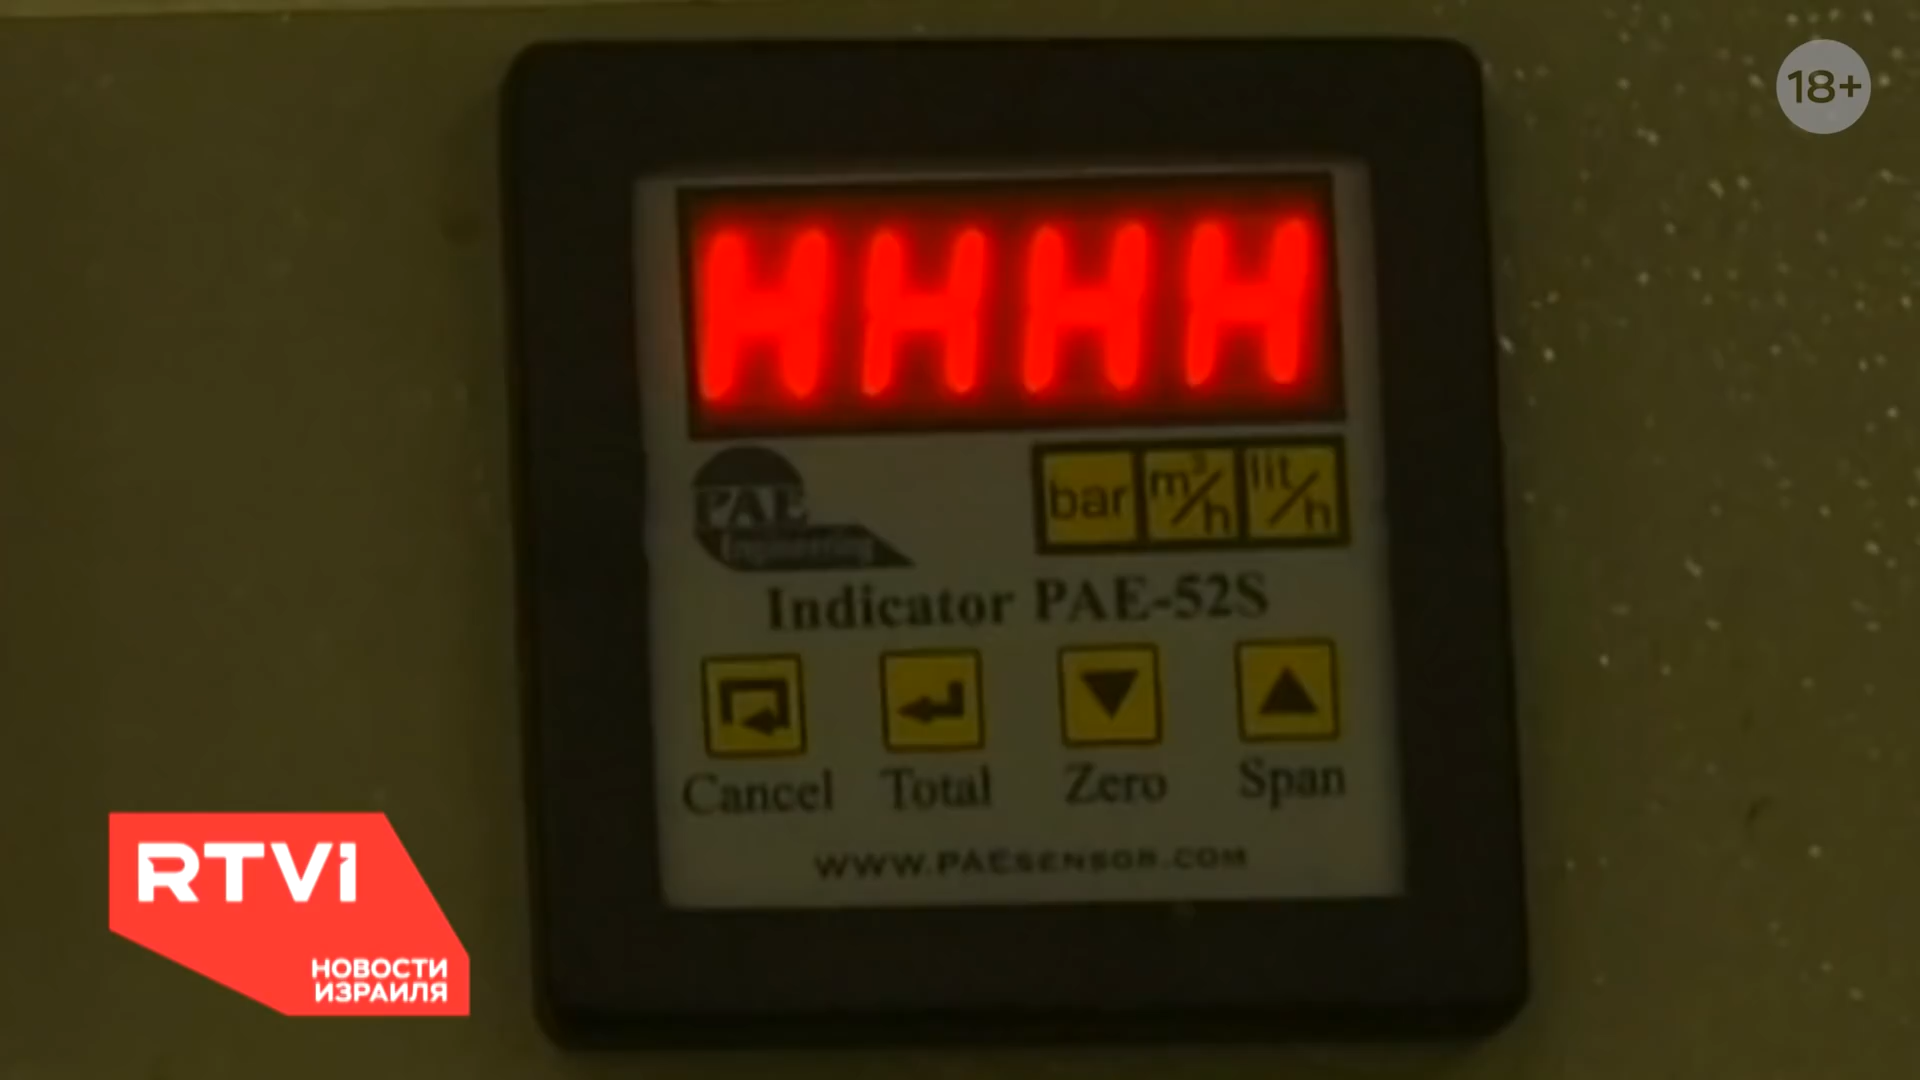 18+
HHHH
PAE
Engineering
bar m³/h lit/h
Indicator PAE-52S
Cancel Total Zero Span
WWW.PAESENSOR.COM
RTVI
НОВОСТИ
ИЗРАИЛЯ